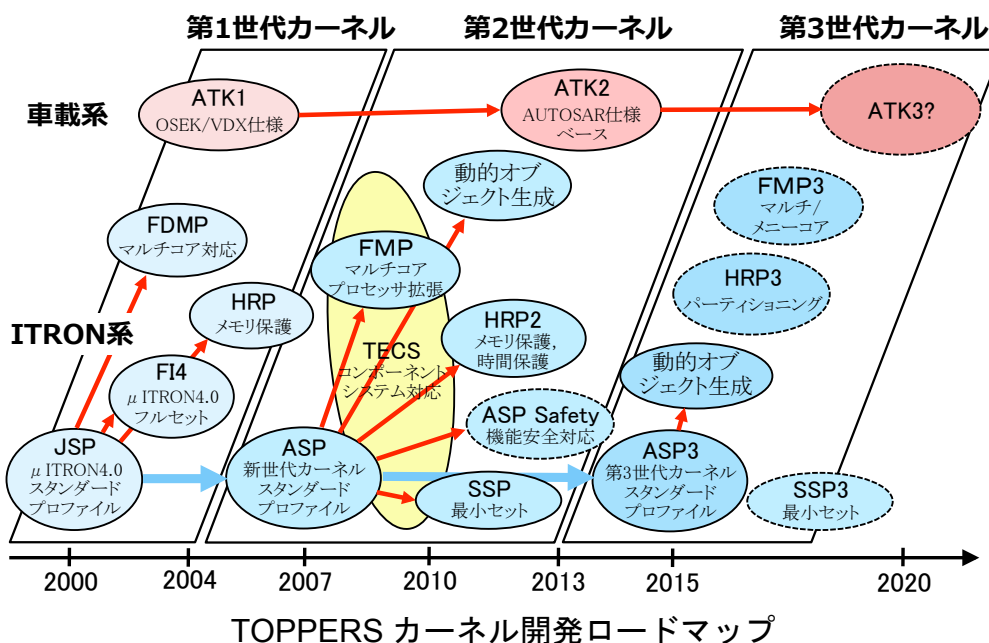 第1世代カーネル
第2世代カーネル
第3世代カーネル
車載系
ATK1
OSEK/VDX仕様
ATK2
AUTOSAR仕様
ベース
ATK3?
動的オブ
ジェクト生成
FMP3
マルチ/
メニーコア
FDMP
マルチコア対応
FMP
マルチコア
プロセッサ拡張
HRP3
パーティショニング
HRP
メモリ保護
ITRON系
HRP2
メモリ保護,
時間保護
TECS
コンポーネント
システム対応
動的オブ
ジェクト生成
FI4
μITRON4.0
フルセット
ASP Safety
機能安全対応
JSP
μITRON4.0
スタンダード
プロファイル
ASP
新世代カーネル
スタンダード
プロファイル
SSP
最小セット
ASP3
第3世代カーネル
スタンダード
プロファイル
SSP3
最小セット
2000
2004
2007
2010
2013
2015
2020
TOPPERS カーネル開発ロードマップ